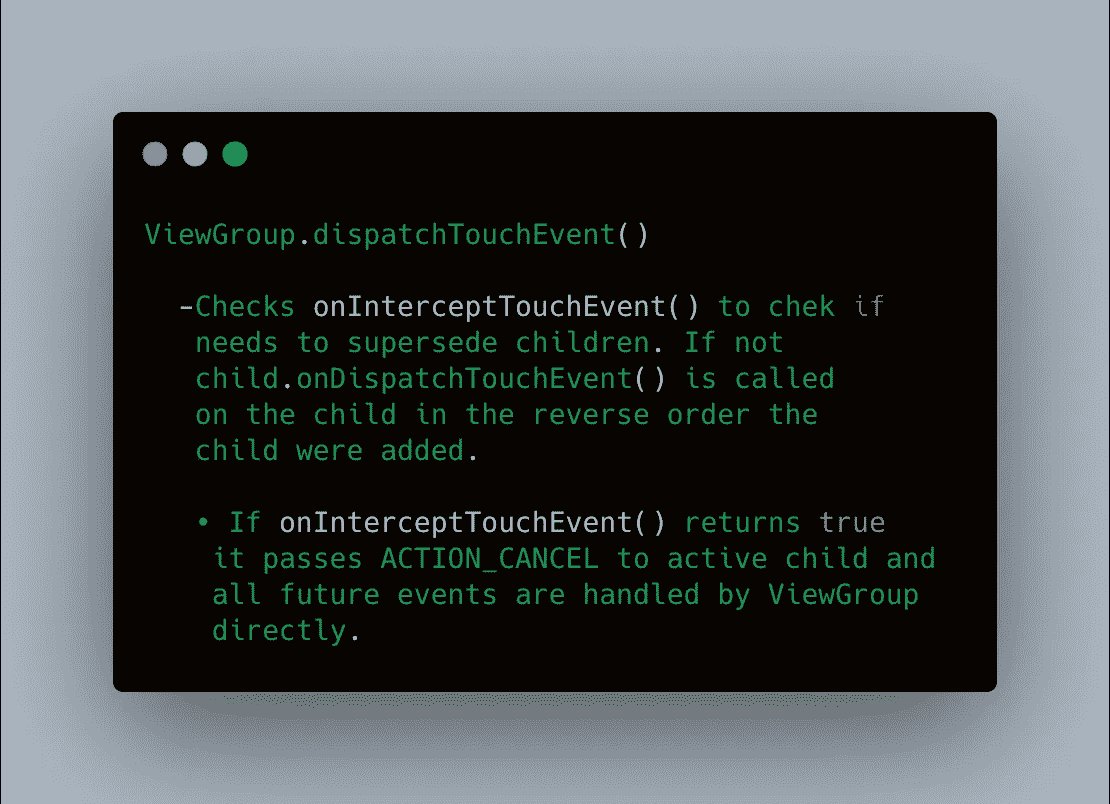 ViewGroup.dispatchTouchEvent()
-Checks onInterceptTouchEvent() to chek if
needs to supersede children. If not
child.onDispatchTouchEvent() is called
on the child in the reverse order the
child were added.
• If onInterceptTouchEvent() returns true
it passes ACTION_CANCEL to active child and
all future events are handled by ViewGroup
directly.